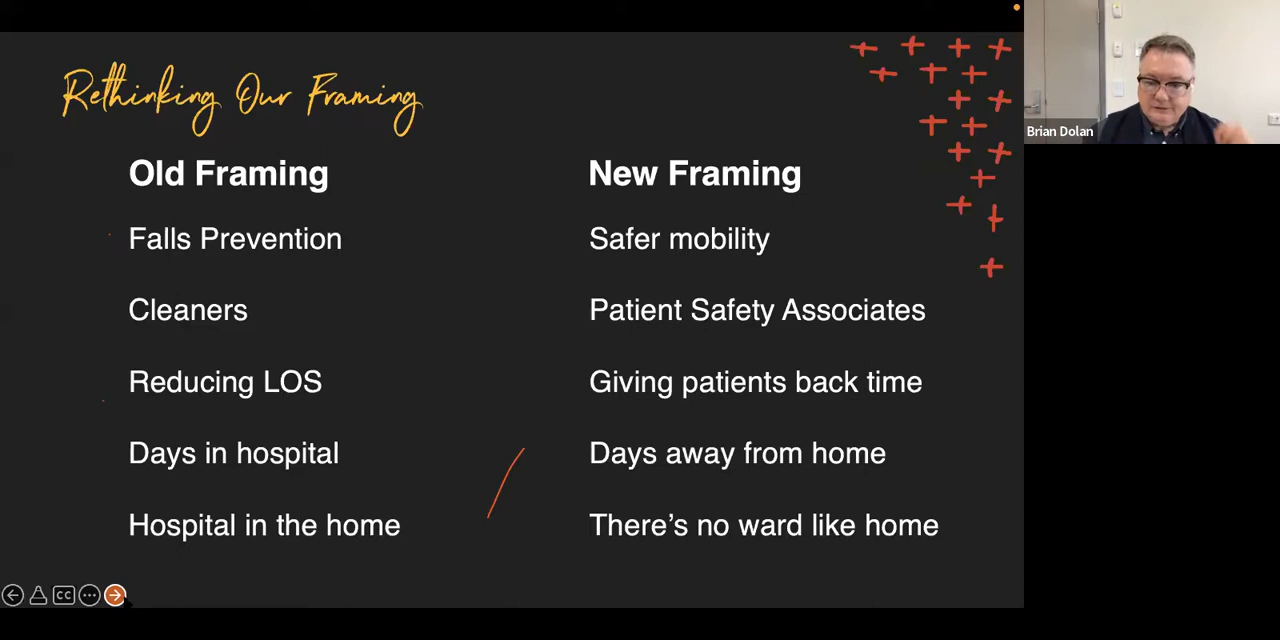 Rethinking Our Framing
Old Framing
New Framing
Falls Prevention
Safer mobility
Cleaners
Patient Safety Associates
Reducing LOS
Giving patients back time
Days in hospital
Days away from home
Hospital in the home
There's no ward like home
Brian Dolan
CC